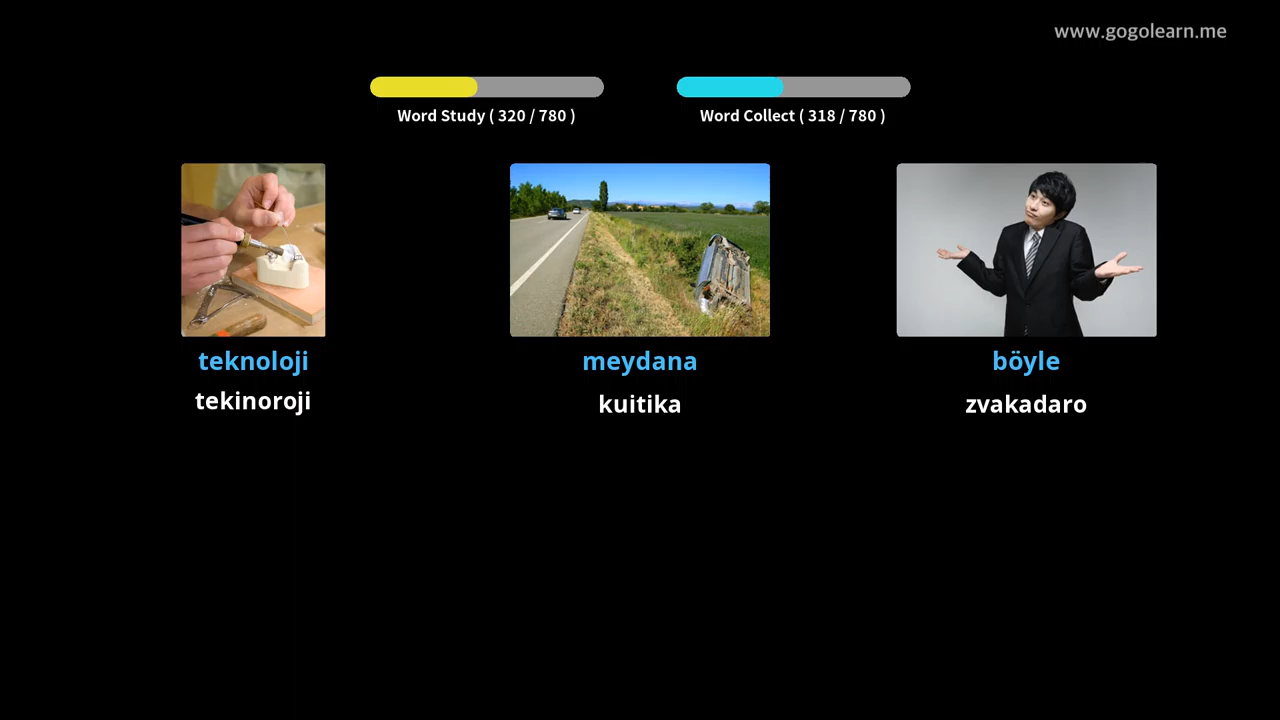 www.gogolearn.me
Word Study ( 320 / 780 )
Word Collect ( 318 / 780 )
teknoloji
tekinoroji
meydana
kuitika
böyle
zvakadaro